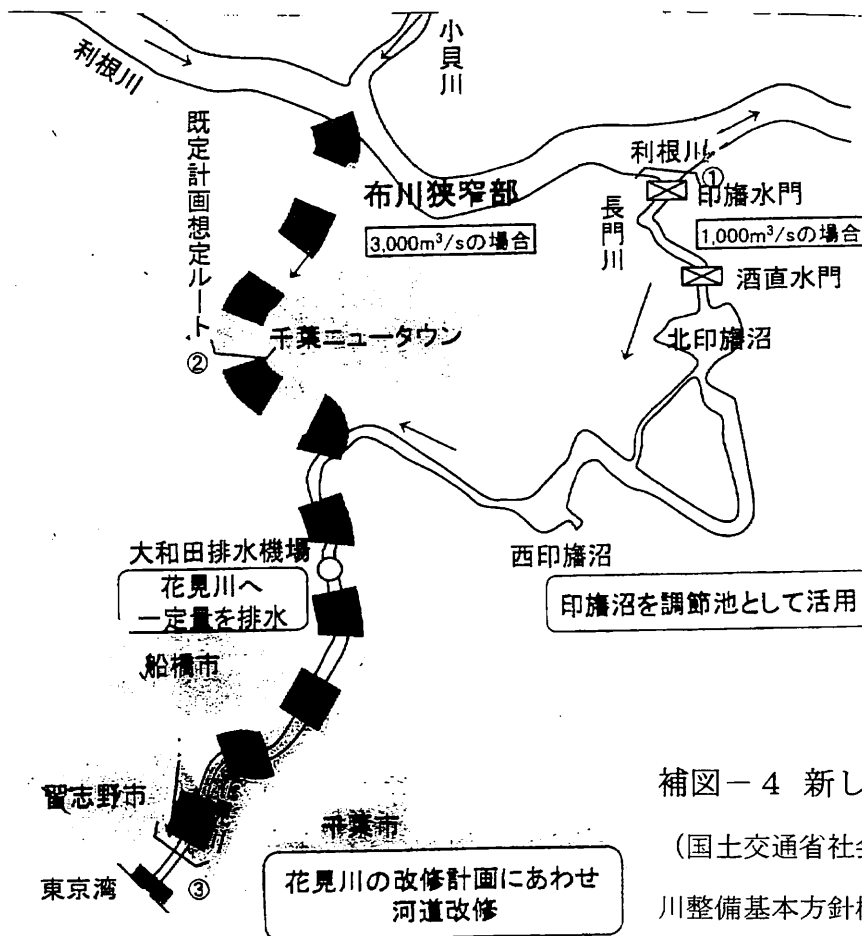 小貝川
利根川
既定計画想定ルート
利根川
①
布川狭窄部
印旛水門
長門川
3,000m³/sの場合
1,000m³/sの場合
酒直水門
千葉ニュータウン
北印旛沼
②
大和田排水機場
西印旛沼
花見川へ
一定量を排水
印旛沼を調節池として活用
船橋市
習志野市
千葉市
補図－4 新し
（国土交通省社会
東京湾
③
花見川の改修計画にあわせ
河道改修
川整備基本方針検